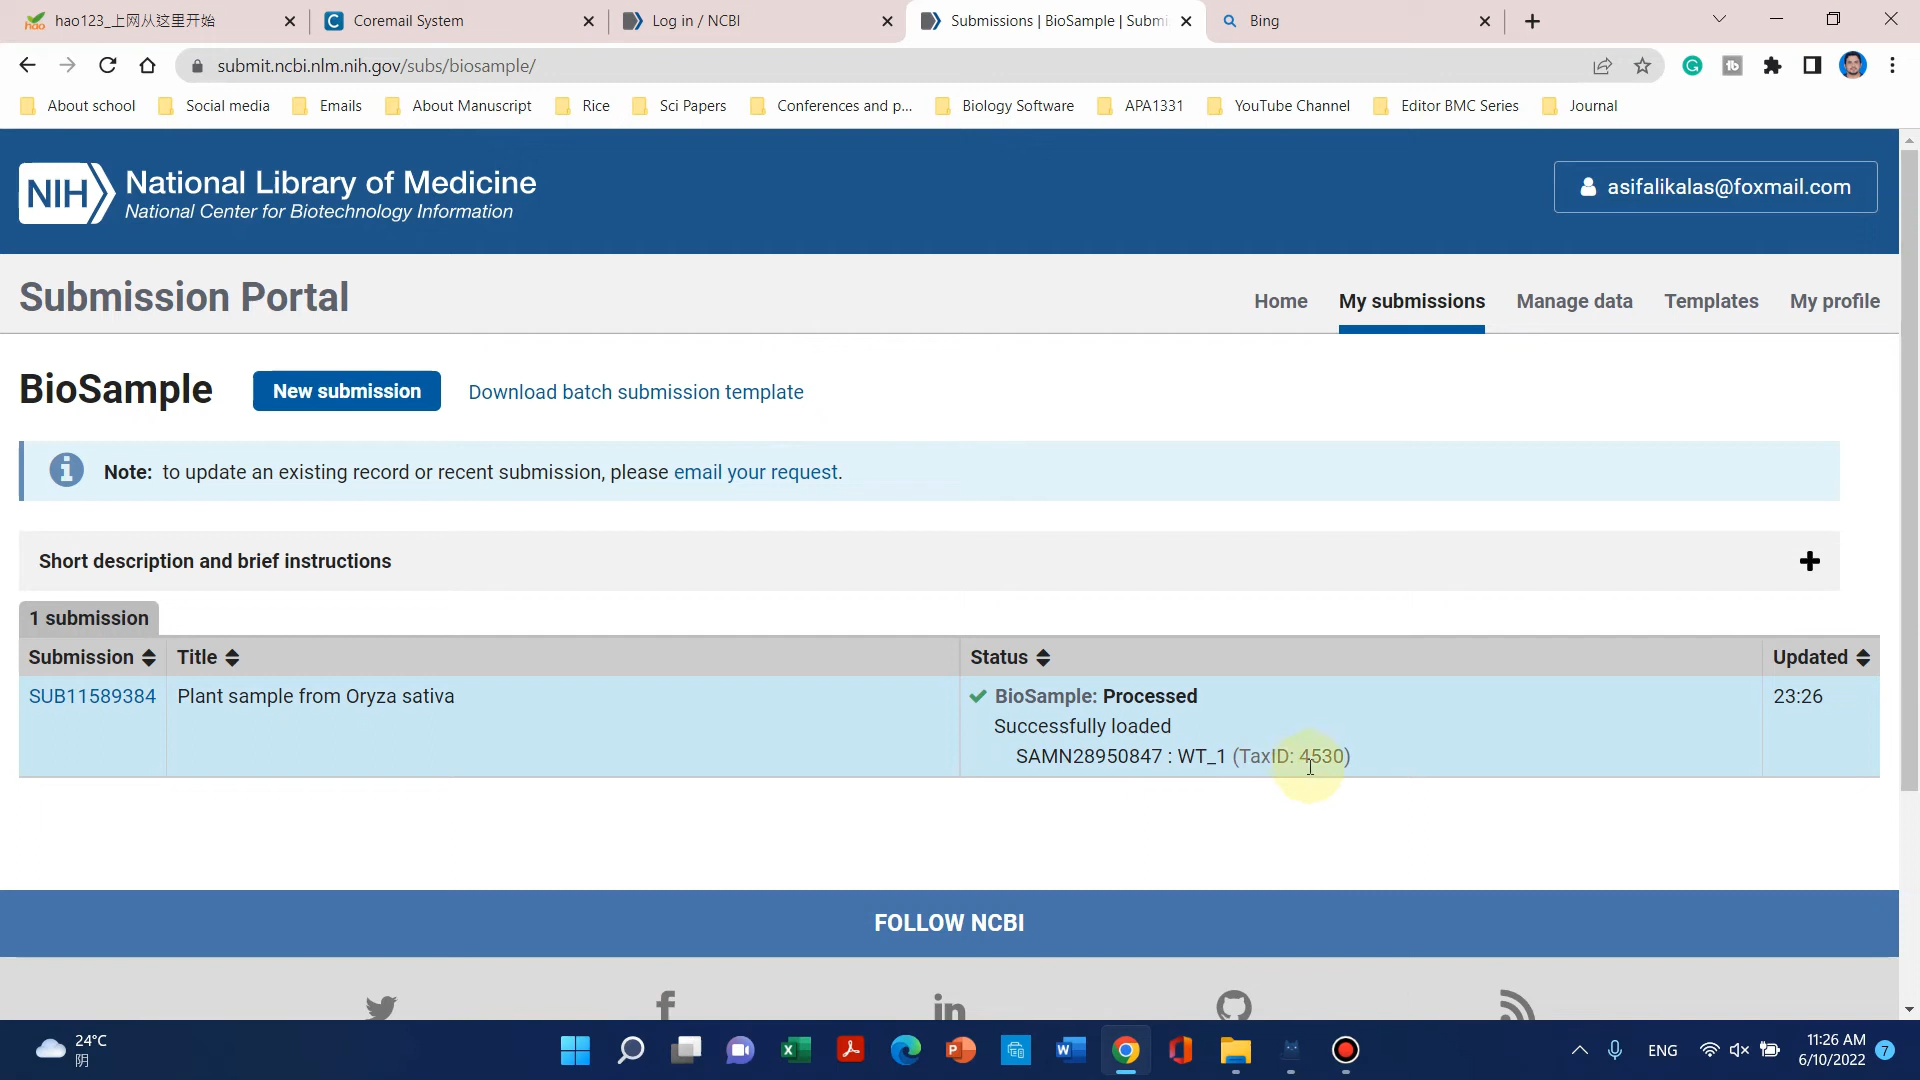 hao123_上网从这里开始
Coremail System
Log in / NCBI
Submissions | BioSample | Submi
Bing
submit.ncbi.nlm.nih.gov/subs/biosample/
About school
Social media
Emails
About Manuscript
Rice
Sci Papers
Conferences and p...
Biology Software
APA1331
YouTube Channel
Editor BMC Series
Journal
NIH
National Library of Medicine
National Center for Biotechnology Information
asifalikalas@foxmail.com
Submission Portal
Home
My submissions
Manage data
Templates
My profile
BioSample
New submission
Download batch submission template
Note: to update an existing record or recent submission, please email your request.
Short description and brief instructions
1 submission
Submission
Title
Status
Updated
SUB11589384
Plant sample from Oryza sativa
BioSample: Processed
23:26
Successfully loaded
SAMN28950847 : WT_1 (TaxID: 4530)
FOLLOW NCBI
24°C
阴
ENG
11:26 AM
6/10/2022
7